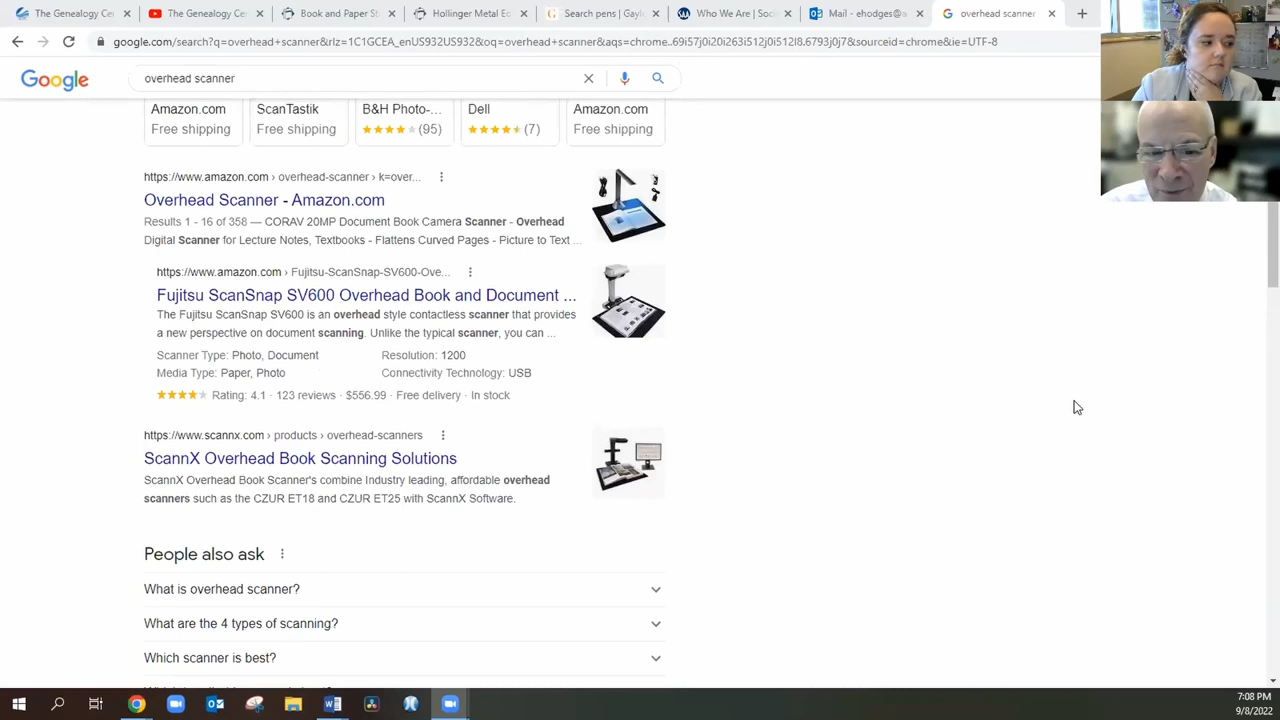 The Genealogy Cen
The Genealogy Cen
Book and Paper St
Hollinger Metal Ed
Search pens | Gaylo
Who We Are | Soci
Mail - ehodges@s
overhead scanner
google.com/search?q=overhead+scanner&rlz=1C1GCEA_enUS932US932&oq=overhead+scanner&aqs=chrome..69i57j0i20i263i512j0i512l8.6793j0j7&sourceid=chrome&ie=UTF-8
Google
overhead scanner
Amazon.com
Free shipping
ScanTastik
Free shipping
B&H Photo-...
(95)
Dell
(7)
Amazon.com
Free shipping
https://www.amazon.com › overhead-scanner › k=over...
Overhead Scanner - Amazon.com
Results 1 - 16 of 358 — CORAV 20MP Document Book Camera Scanner - Overhead
Digital Scanner for Lecture Notes, Textbooks - Flattens Curved Pages - Picture to Text ...
https://www.amazon.com › Fujitsu-ScanSnap-SV600-Ove...
Fujitsu ScanSnap SV600 Overhead Book and Document ...
The Fujitsu ScanSnap SV600 is an overhead style contactless scanner that provides
a new perspective on document scanning. Unlike the typical scanner, you can ...
Scanner Type: Photo, Document
Resolution: 1200
Media Type: Paper, Photo
Connectivity Technology: USB
Rating: 4.1 · 123 reviews · $556.99 · Free delivery · In stock
https://www.scannx.com › products › overhead-scanners
ScannX Overhead Book Scanning Solutions
ScannX Overhead Book Scanner's combine Industry leading, affordable overhead
scanners such as the CZUR ET18 and CZUR ET25 with ScannX Software.
People also ask
What is overhead scanner?
What are the 4 types of scanning?
Which scanner is best?
7:08 PM
9/8/2022